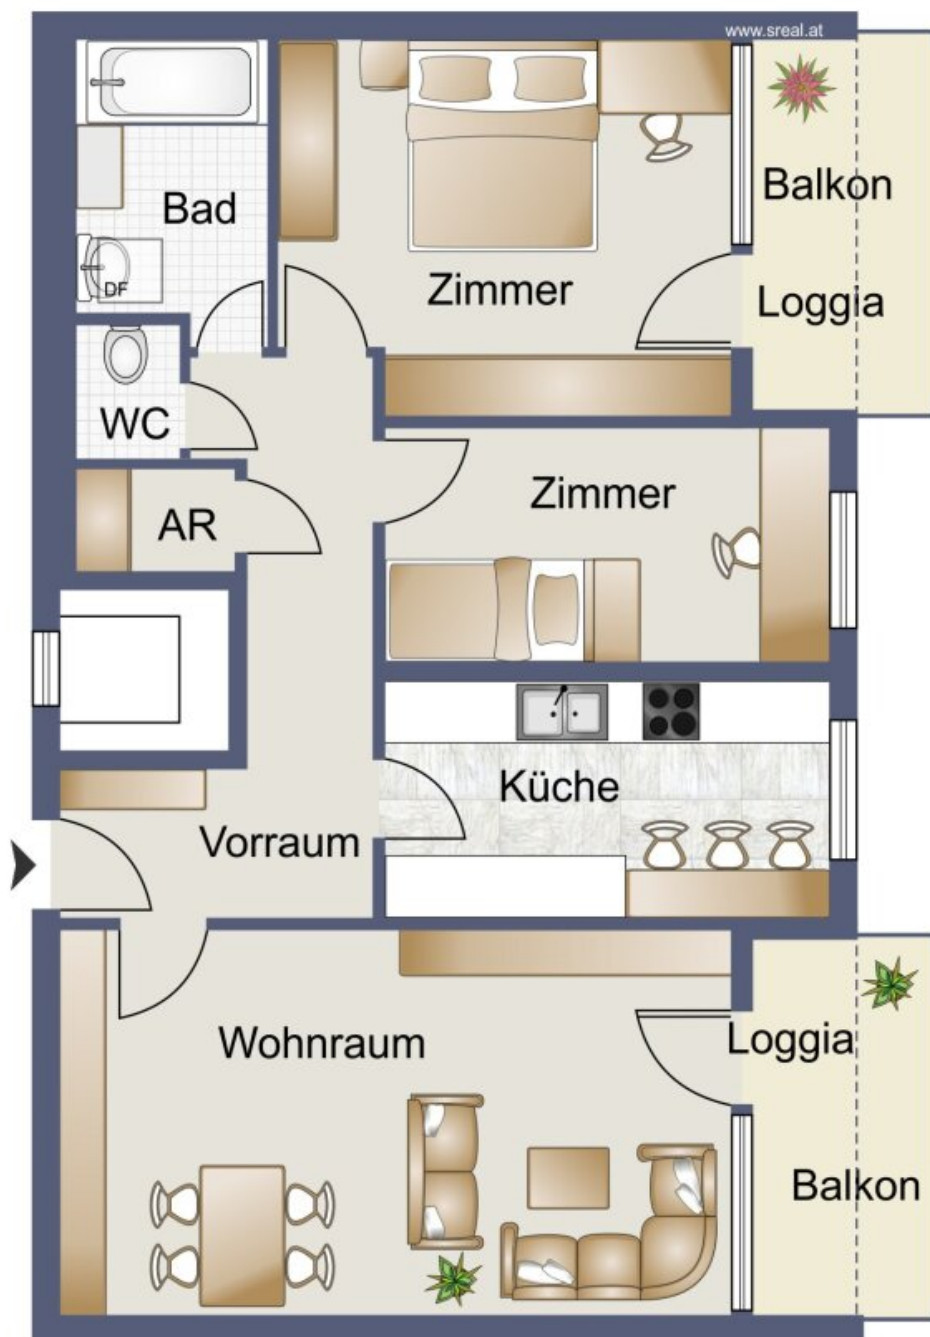 www.sreal.at
Bad
Balkon
DF
Zimmer
Loggia
WC
Zimmer
AR
Küche
Vorraum
Wohnraum
Loggia
Balkon